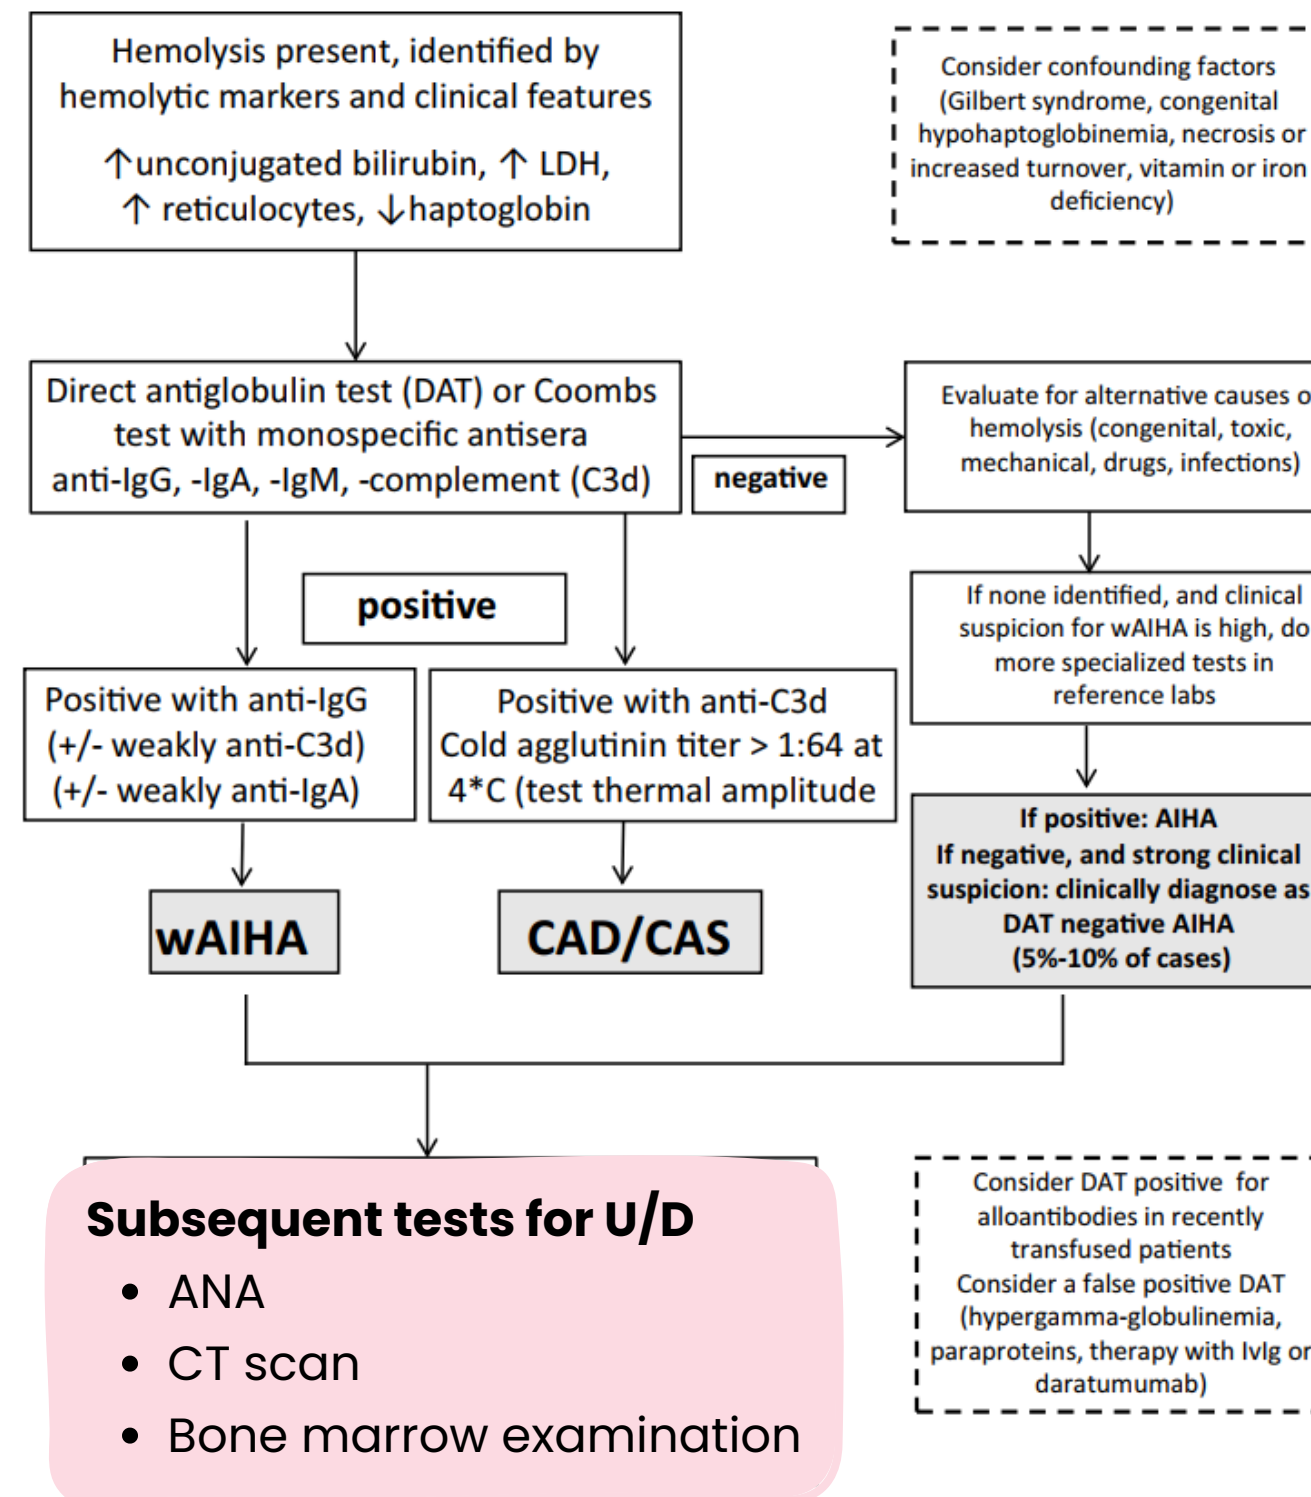 Hemolysis present, identified by
hemolytic markers and clinical features
↑unconjugated bilirubin, ↑ LDH,
↑ reticulocytes, ↓haptoglobin
Consider confounding factors
(Gilbert syndrome, congenital
hypohaptoglobinemia, necrosis or
increased turnover, vitamin or iron
deficiency)
Direct antiglobulin test (DAT) or Coombs
test with monospecific antisera
anti-IgG, -IgA, -IgM, -complement (C3d)
negative
Evaluate for alternative causes o
hemolysis (congenital, toxic,
mechanical, drugs, infections)
positive
If none identified, and clinical
suspicion for wAIHA is high, do
more specialized tests in
reference labs
Positive with anti-IgG
(+/- weakly anti-C3d)
(+/- weakly anti-IgA)
Positive with anti-C3d
Cold agglutinin titer > 1:64 at
4*C (test thermal amplitude
If positive: AIHA
If negative, and strong clinical
suspicion: clinically diagnose as
DAT negative AIHA
(5%-10% of cases)
wAIHA
CAD/CAS
Subsequent tests for U/D
• ANA
• CT scan
• Bone marrow examination
Consider DAT positive for
alloantibodies in recently
transfused patients
Consider a false positive DAT
(hypergamma-globulinemia,
paraproteins, therapy with IvIg or
daratumumab)